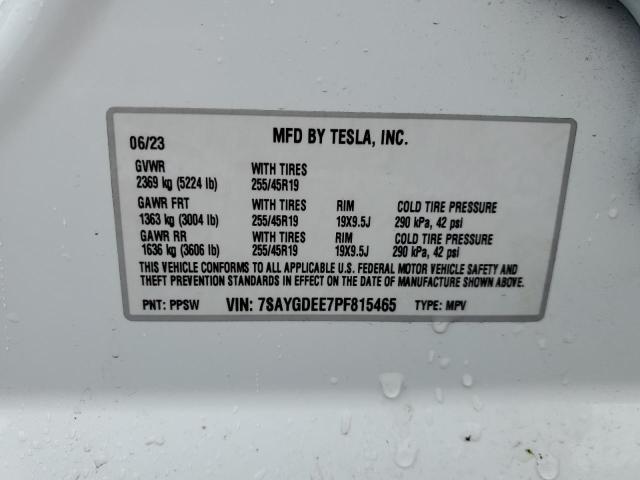 06/23 MFD BY TESLA, INC.
GVWR WITH TIRES
2369 kg (5224 lb) 255/45R19
GAWR FRT WITH TIRES RIM COLD TIRE PRESSURE
1363 kg (3004 lb) 255/45R19 19X9.5J 290 kPa, 42 psi
GAWR RR WITH TIRES RIM COLD TIRE PRESSURE
1636 kg (3606 lb) 255/45R19 19X9.5J 290 kPa, 42 psi
THIS VEHICLE CONFORMS TO ALL APPLICABLE U.S. FEDERAL MOTOR VEHICLE SAFETY AND
THEFT PREVENTION STANDARDS IN EFFECT ON THE DATE OF MANUFACTURE SHOWN ABOVE.
PNT: PPSW VIN: 7SAYGDEE7PF815465 TYPE: MPV